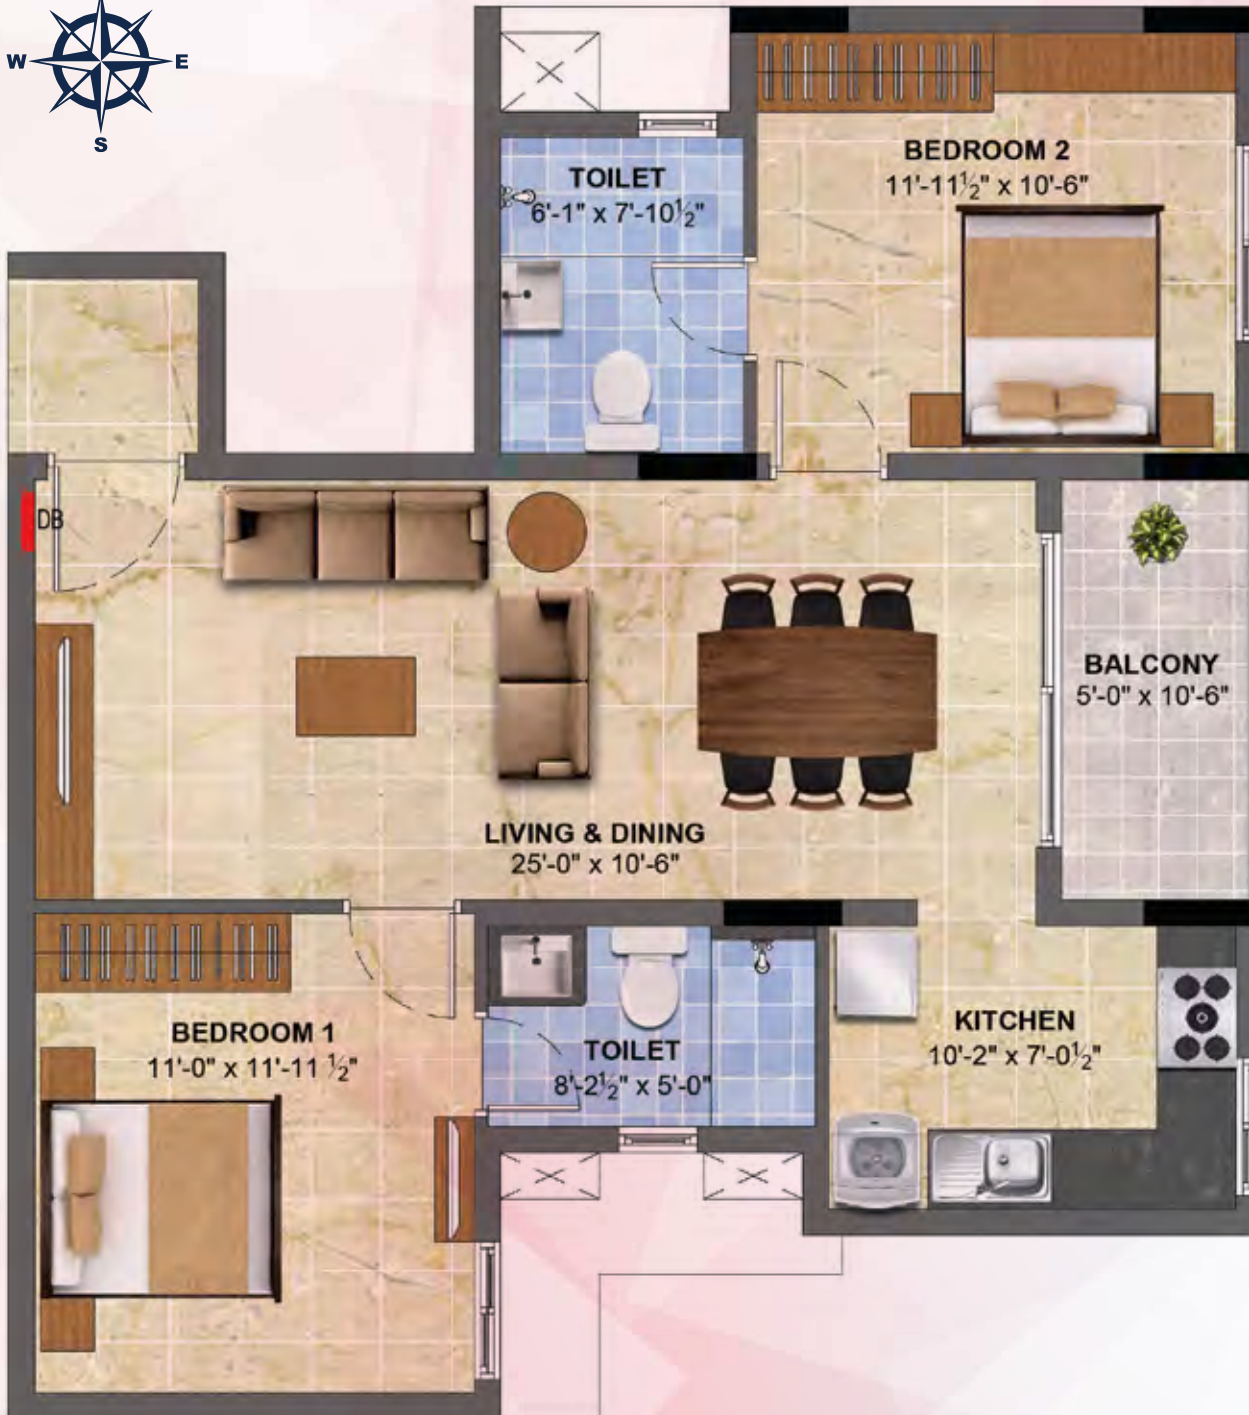 W
E
S
TOILET
6'-1" x 7'-10½"
BEDROOM 2
11'-11½" x 10'-6"
DB
BALCONY
5'-0" x 10'-6"
LIVING & DINING
25'-0" x 10'-6"
BEDROOM 1
11'-0" x 11'-11 ½"
TOILET
8'-2½" x 5'-0"
KITCHEN
10'-2" x 7'-0½"